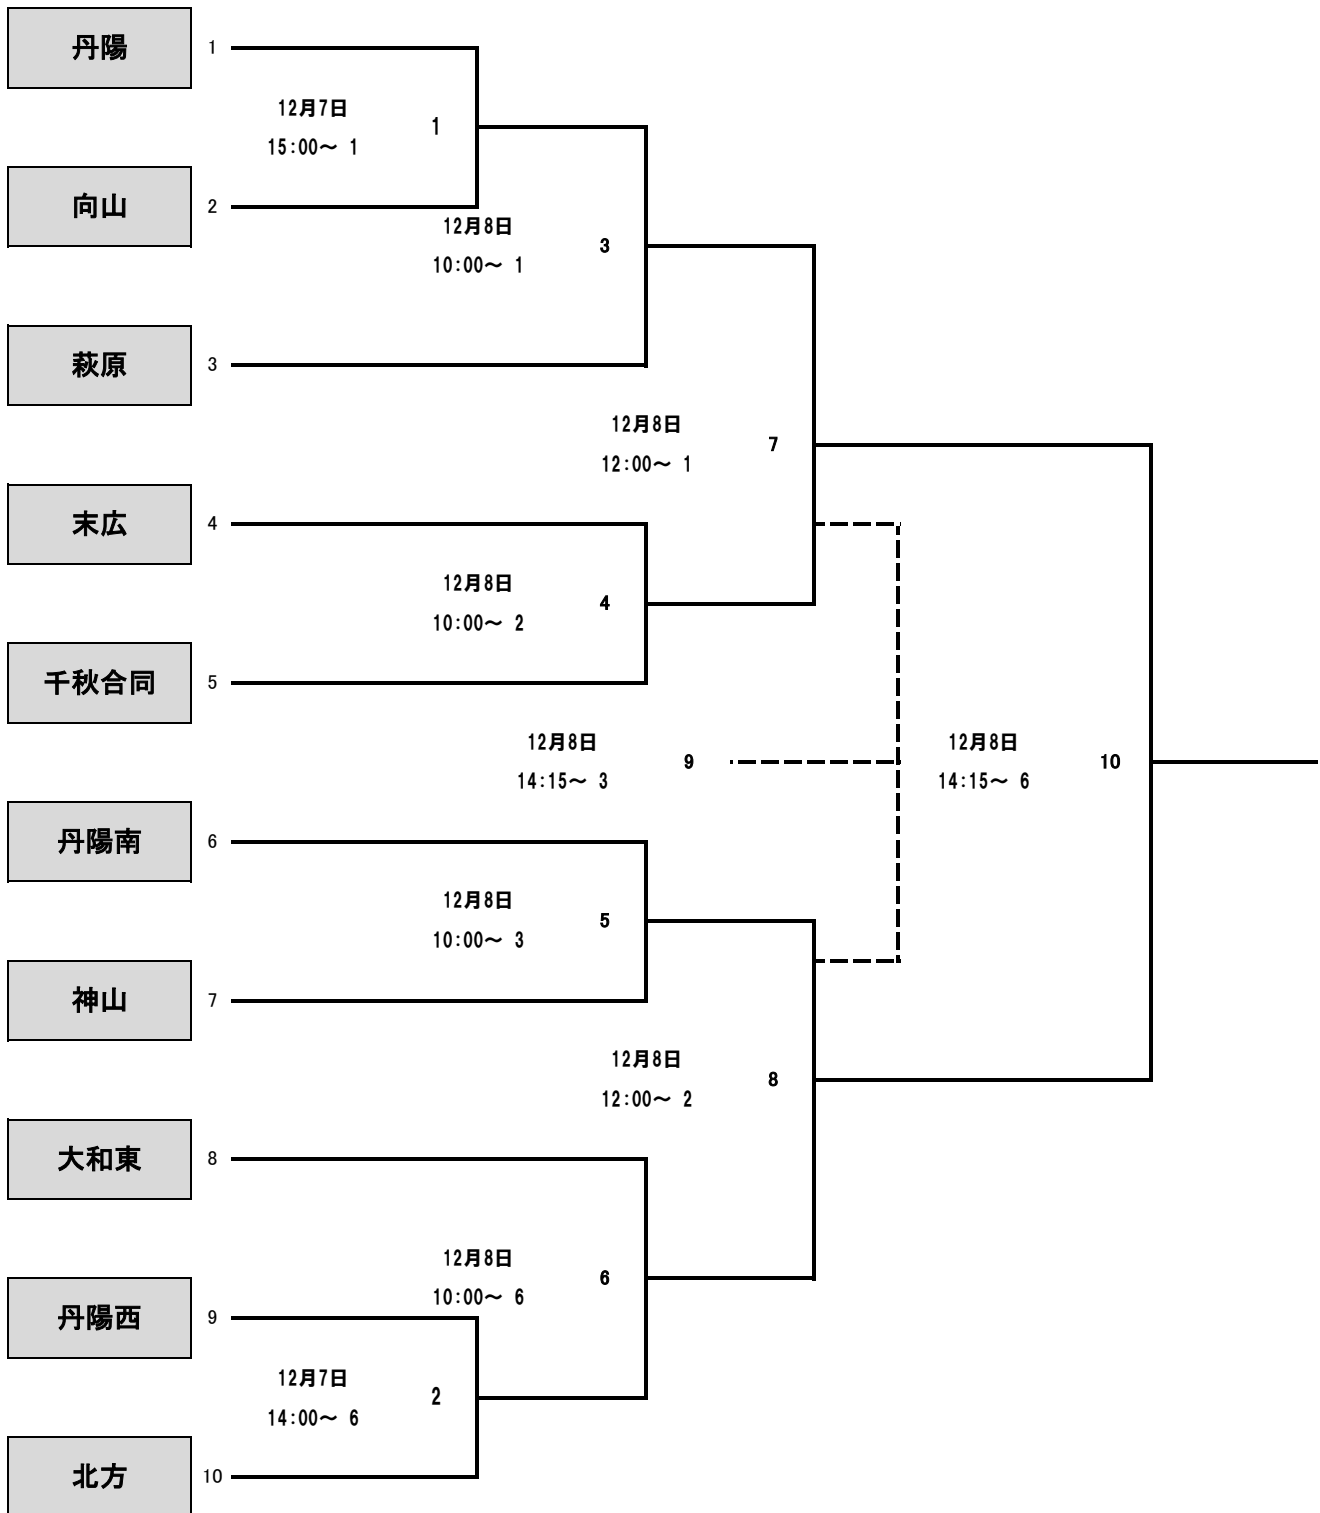 丹陽 1
12月7日
15:00～ 1
1
向山 2
12月8日
10:00～ 1
3
萩原 3
12月8日
12:00～ 1
7
末広 4
12月8日
10:00～ 2
4
千秋合同 5
12月8日
14:15～ 3
9
12月8日
14:15～ 6
10
丹陽南 6
12月8日
10:00～ 3
5
神山 7
12月8日
12:00～ 2
8
大和東 8
12月8日
10:00～ 6
6
丹陽西 9
12月7日
14:00～ 6
2
北方 10